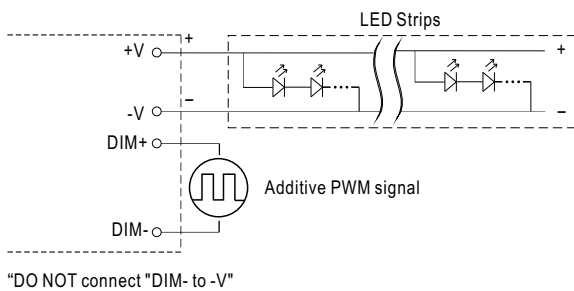 LED Strips
+V
+
+
-V
–
–
DIM+
Additive PWM signal
DIM-
“DO NOT connect "DIM- to -V"